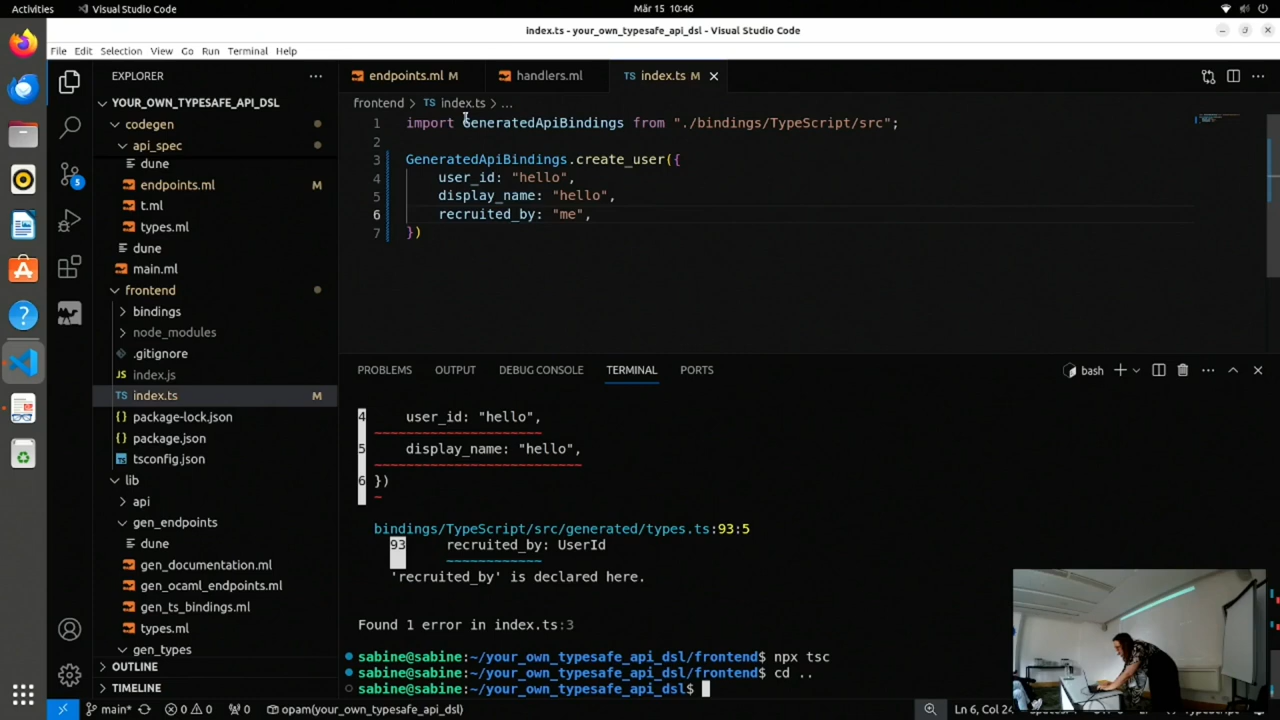 Activities
Visual Studio Code
Mär 15 10:46
index.ts - your_own_typesafe_api_dsl - Visual Studio Code
File Edit Selection View Go Run Terminal Help
EXPLORER
YOUR_OWN_TYPESAFE_API_DSL
codegen
api_spec
dune
endpoints.ml M
t.ml
types.ml
dune
main.ml
frontend
bindings
node_modules
.gitignore
JS index.js
TS index.ts M
{} package-lock.json
{} package.json
tsconfig.json
lib
api
gen_endpoints
dune
gen_documentation.ml
gen_ocaml_endpoints.ml
gen_ts_bindings.ml
types.ml
gen_types
OUTLINE
TIMELINE
5
endpoints.ml M
handlers.ml
TS index.ts M
frontend > TS index.ts > ...
1 import GeneratedApiBindings from "./bindings/TypeScript/src";
2
3 GeneratedApiBindings.create_user({
4 user_id: "hello",
5 display_name: "hello",
6 recruited_by: "me",
7 })
PROBLEMS OUTPUT DEBUG CONSOLE TERMINAL PORTS
bash
4 user_id: "hello",
~~~~~~~~~~~~~~~~~~~~~
5 display_name: "hello",
~~~~~~~~~~~~~~~~~~~~~~~~~~
6 })
~
bindings/TypeScript/src/generated/types.ts:93:5
93 recruited_by: UserId
~~~~~~~~~~~~
'recruited_by' is declared here.
Found 1 error in index.ts:3
sabine@sabine:~/your_own_typesafe_api_dsl/frontend$ npx tsc
sabine@sabine:~/your_own_typesafe_api_dsl/frontend$ cd ..
sabine@sabine:~/your_own_typesafe_api_dsl$
main* 0 0 0 opam(your_own_typesafe_api_dsl)
Ln 6, Col 24